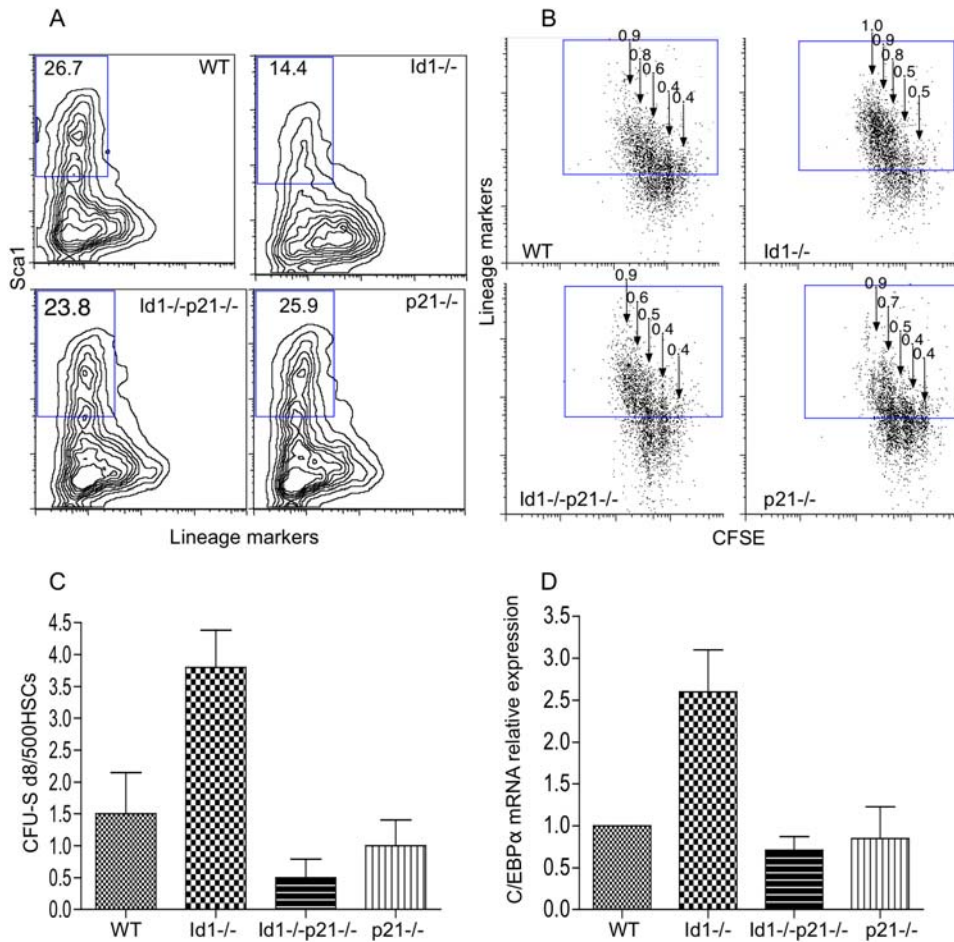 A
B
26.7
WT
14.4
Id1-/-
23.8
Id1-/-p21-/-
25.9
p21-/-
Sca1
Lineage markers
0.9
0.8
0.6
0.4
0.4
WT
1.0
0.9
0.8
0.5
0.5
Id1-/-
0.9
0.6
0.5
0.4
0.4
Id1-/-p21-/-
0.9
0.7
0.5
0.4
0.4
p21-/-
Lineage markers
CFSE
C
CFU-S d8/500HSCs
4.5
4.0
3.5
3.0
2.5
2.0
1.5
1.0
0.5
0.0
WT
Id1-/-
Id1-/-p21-/-
p21-/-
D
C/EBPα mRNA relative expression
3.5
3.0
2.5
2.0
1.5
1.0
0.5
0.0
WT
Id1-/-
Id1-/-p21-/-
p21-/-